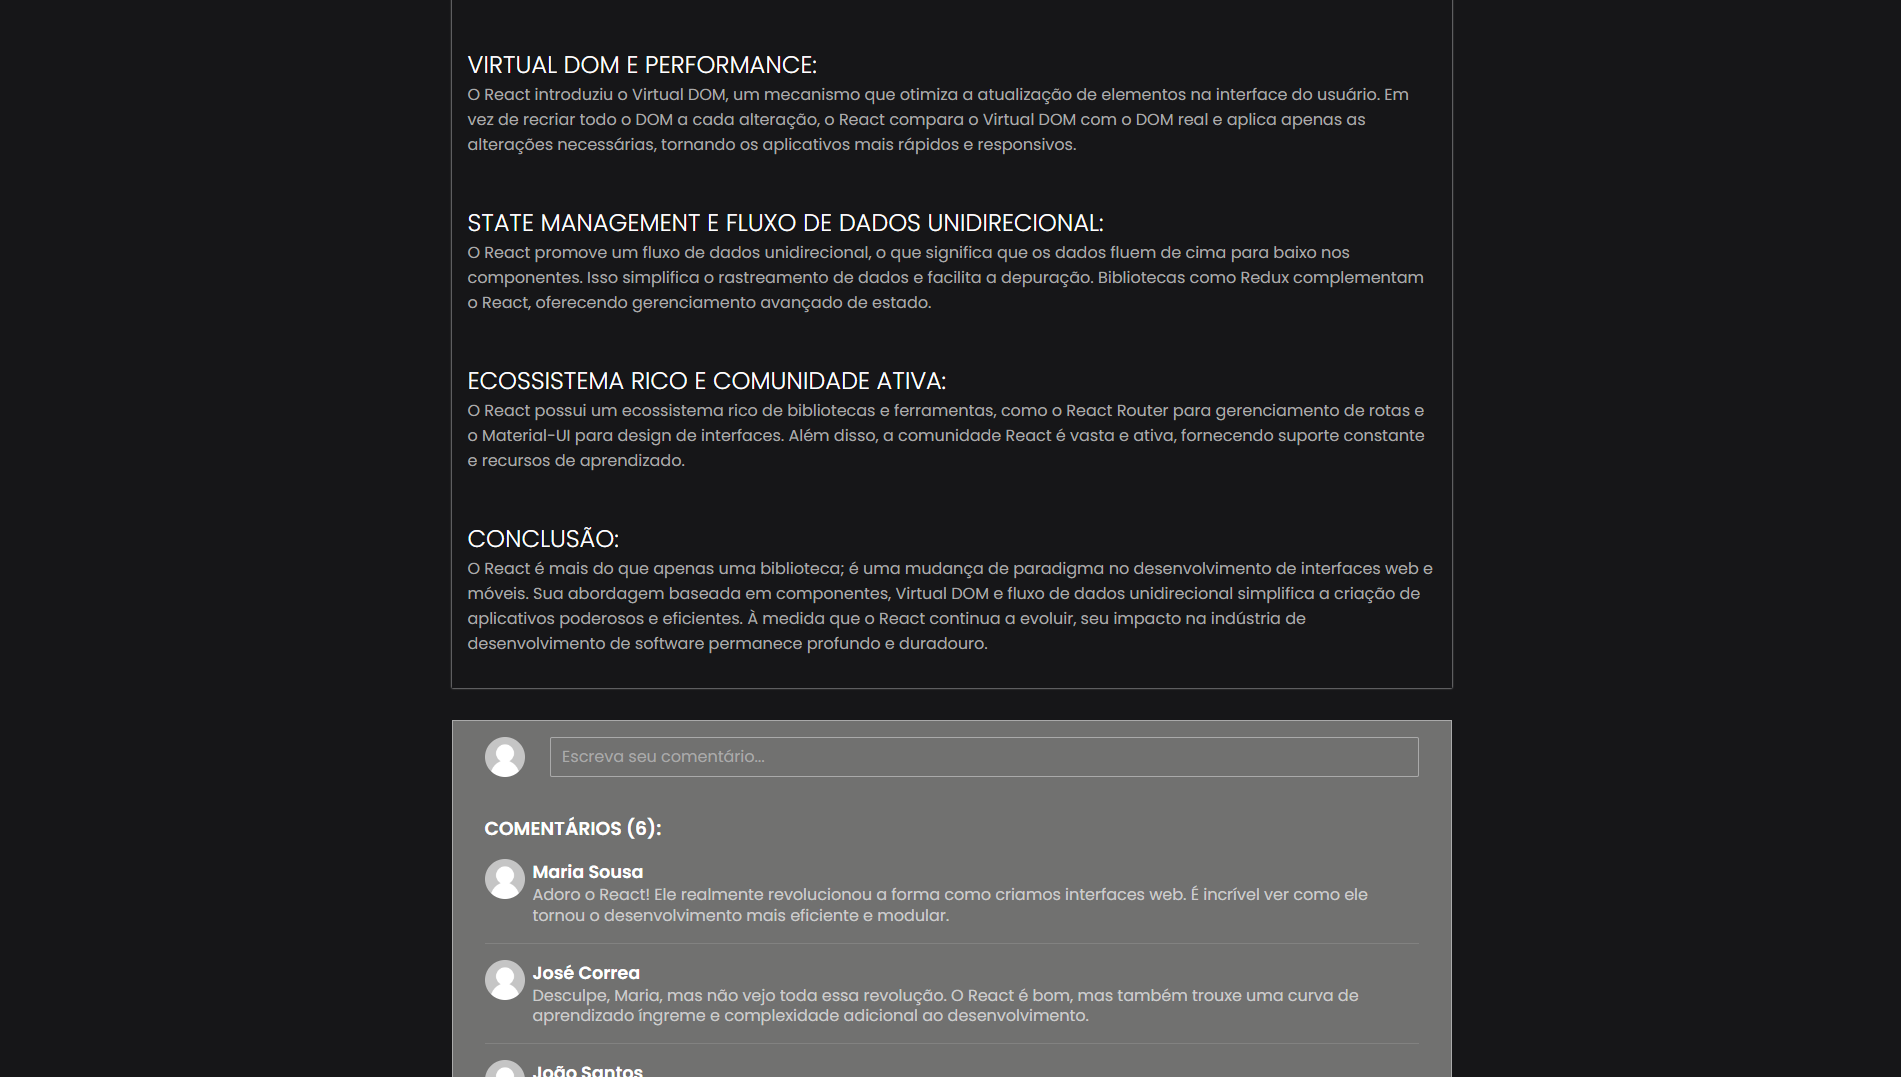 VIRTUAL DOM E PERFORMANCE:
O React introduziu o Virtual DOM, um mecanismo que otimiza a atualização de elementos na interface do usuário. Em
vez de recriar todo o DOM a cada alteração, o React compara o Virtual DOM com o DOM real e aplica apenas as
alterações necessárias, tornando os aplicativos mais rápidos e responsivos.
STATE MANAGEMENT E FLUXO DE DADOS UNIDIRECIONAL:
O React promove um fluxo de dados unidirecional, o que significa que os dados fluem de cima para baixo nos
componentes. Isso simplifica o rastreamento de dados e facilita a depuração. Bibliotecas como Redux complementam
o React, oferecendo gerenciamento avançado de estado.
ECOSSISTEMA RICO E COMUNIDADE ATIVA:
O React possui um ecossistema rico de bibliotecas e ferramentas, como o React Router para gerenciamento de rotas e
o Material-UI para design de interfaces. Além disso, a comunidade React é vasta e ativa, fornecendo suporte constante
e recursos de aprendizado.
CONCLUSÃO:
O React é mais do que apenas uma biblioteca; é uma mudança de paradigma no desenvolvimento de interfaces web e
móveis. Sua abordagem baseada em componentes, Virtual DOM e fluxo de dados unidirecional simplifica a criação de
aplicativos poderosos e eficientes. À medida que o React continua a evoluir, seu impacto na indústria de
desenvolvimento de software permanece profundo e duradouro.
Escreva seu comentário...
COMENTÁRIOS (6):
Maria Sousa
Adoro o React! Ele realmente revolucionou a forma como criamos interfaces web. É incrível ver como ele
tornou o desenvolvimento mais eficiente e modular.
José Correa
Desculpe, Maria, mas não vejo toda essa revolução. O React é bom, mas também trouxe uma curva de
aprendizado íngreme e complexidade adicional ao desenvolvimento.
João Santos